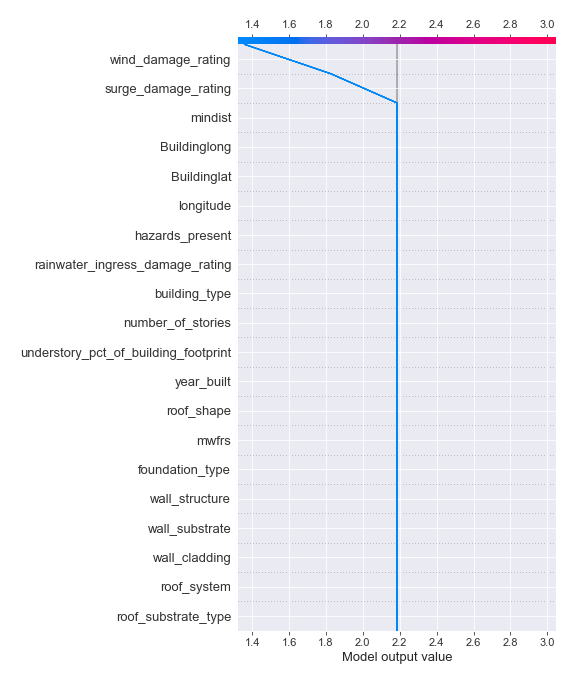 1.4 1.6 1.8 2.0 2.2 2.4 2.6 2.8 3.0
wind_damage_rating
surge_damage_rating
mindist
Buildinglong
Buildinglat
longitude
hazards_present
rainwater_ingress_damage_rating
building_type
number_of_stories
understory_pct_of_building_footprint
year_built
roof_shape
mwfrs
foundation_type
wall_structure
wall_substrate
wall_cladding
roof_system
roof_substrate_type
1.4 1.6 1.8 2.0 2.2 2.4 2.6 2.8 3.0
Model output value